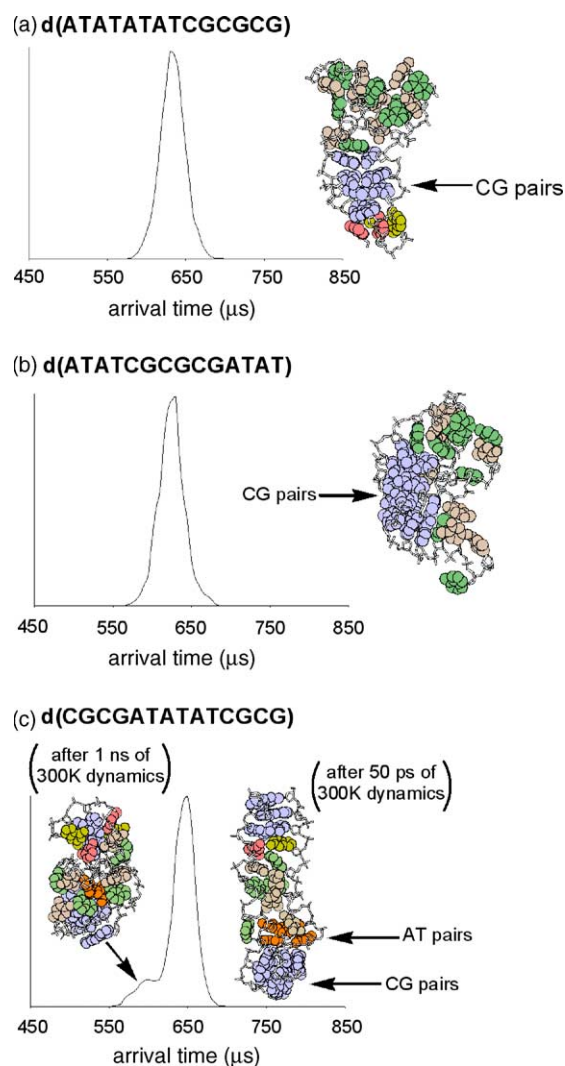 (a) d(ATATATATCGCGCG)
CG pairs
450 550 650 750 850
arrival time (μs)
(b) d(ATATCGCGCGATAT)
CG pairs
450 550 650 750 850
arrival time (μs)
(c) d(CGCGATATATCGCG)
(after 1 ns of
300K dynamics)
(after 50 ps of
300K dynamics)
AT pairs
CG pairs
450 550 650 750 850
arrival time (μs)